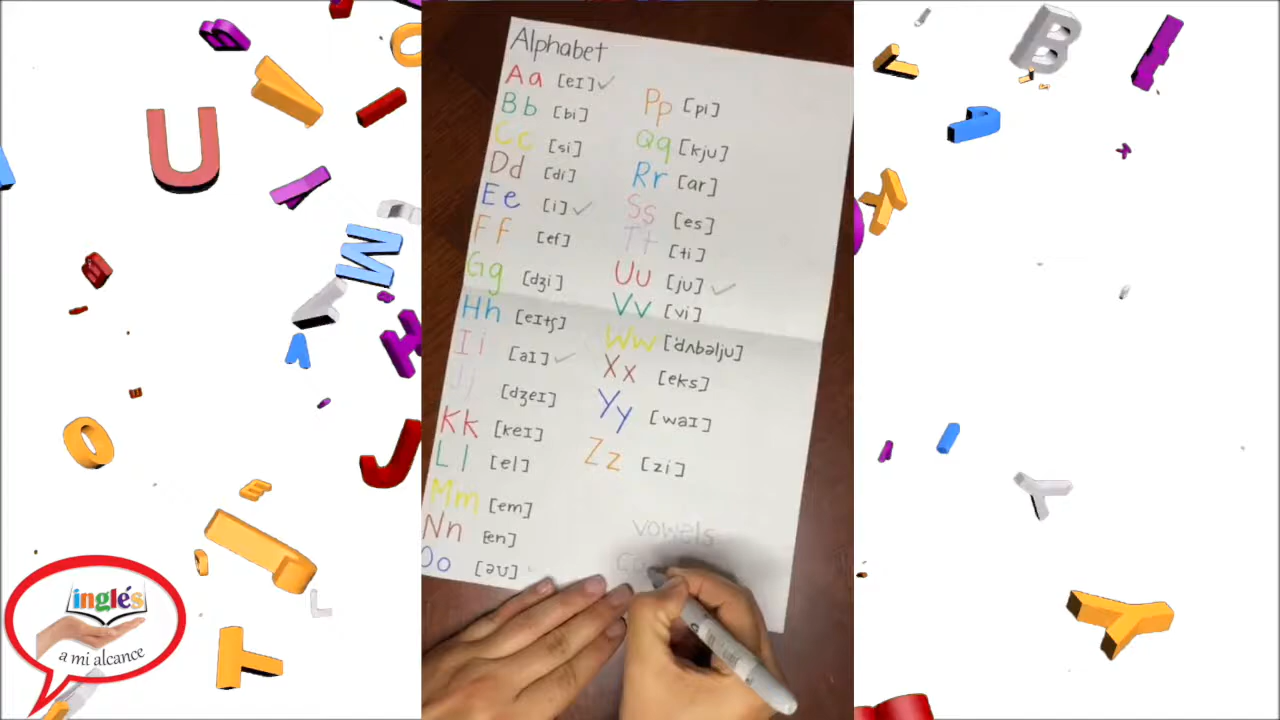 Alphabet
Aa [eɪ] ✓
Bb [bi]
Cc [si]
Dd [di]
Ee [i] ✓
Ff [ef]
Gg [dʒi]
Hh [eɪtʃ]
Ii [aɪ] ✓
Jj [dʒeɪ]
Kk [keɪ]
Ll [el]
Mm [em]
Nn [en]
Oo [əʊ]
Pp [pi]
Qq [kju]
Rr [ar]
Ss [es]
Tt [ti]
Uu [ju] ✓
Vv [vi]
Ww ['dʌbəlju]
Xx [eks]
Yy [waɪ]
Zz [zi]
vowels
inglés
a mi alcance